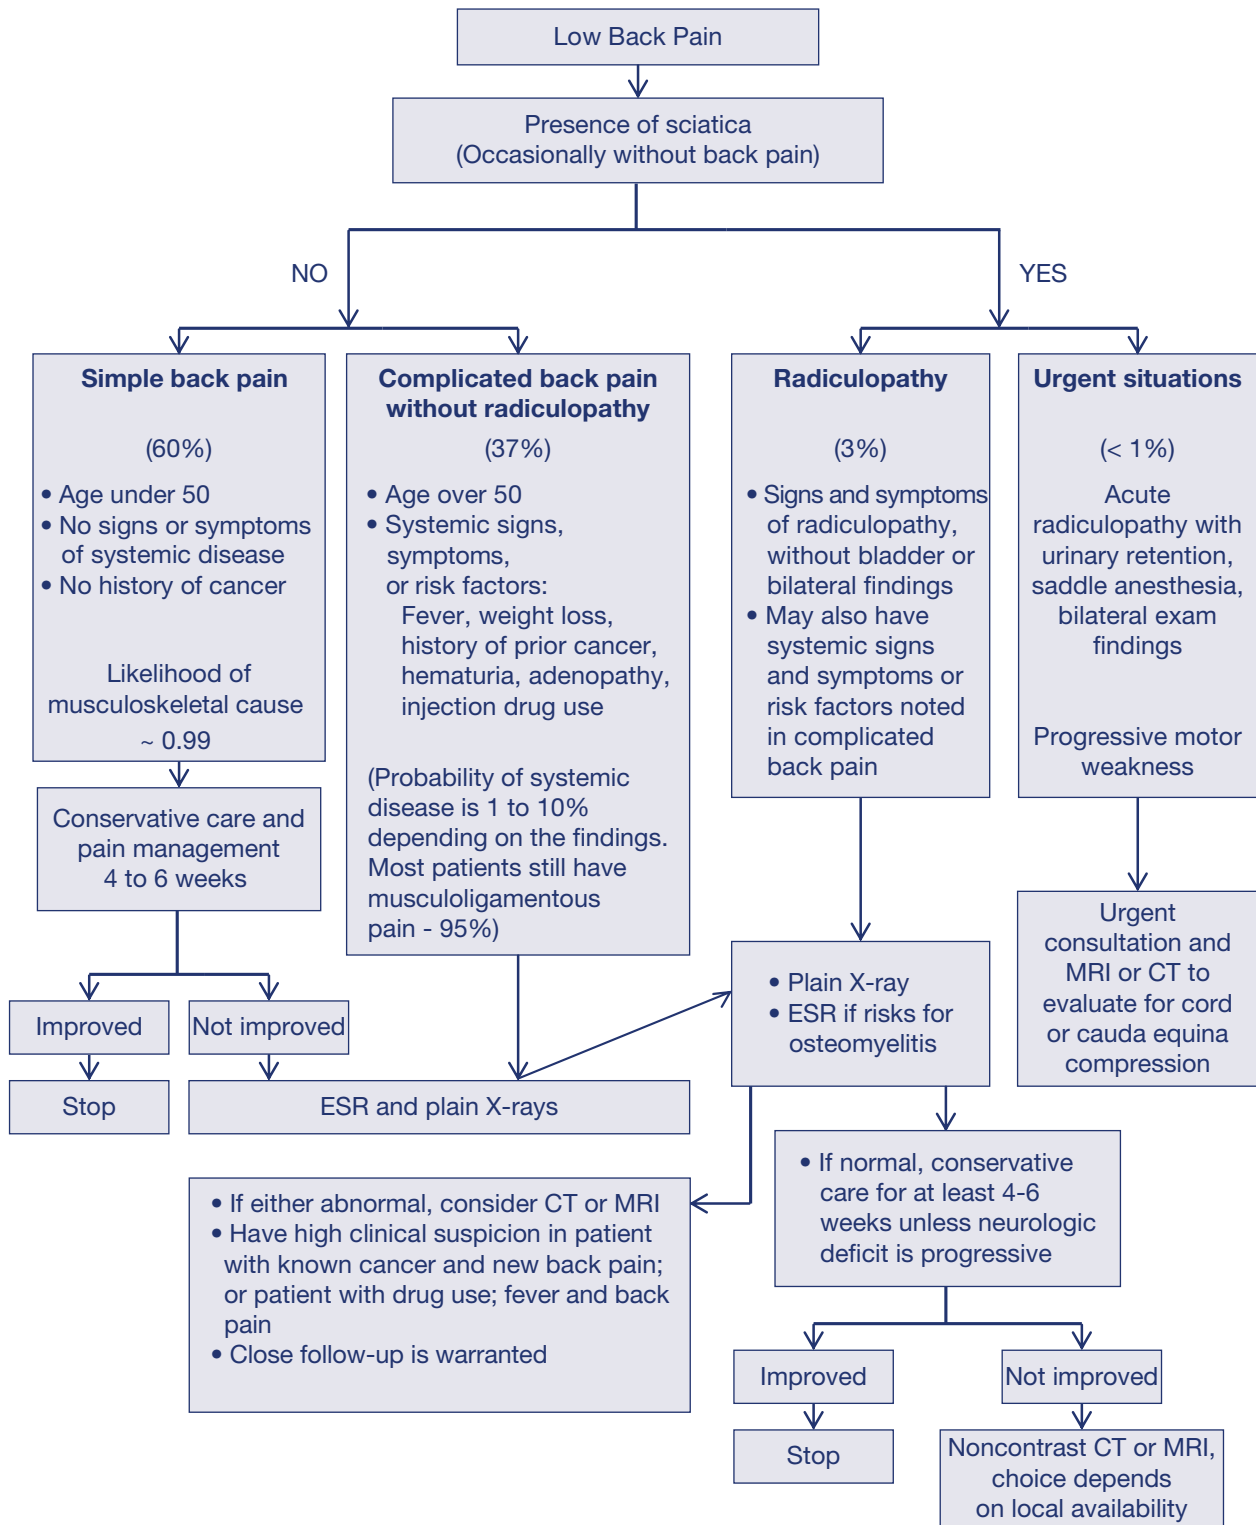 Low Back Pain
Presence of sciatica
(Occasionally without back pain)
NO
YES
Simple back pain
(60%)
• Age under 50
• No signs or symptoms
of systemic disease
• No history of cancer
Likelihood of
musculoskeletal cause
~ 0.99
Complicated back pain
without radiculopathy
(37%)
• Age over 50
• Systemic signs,
symptoms,
or risk factors:
Fever, weight loss,
history of prior cancer,
hematuria, adenopathy,
injection drug use
(Probability of systemic
disease is 1 to 10%
depending on the findings.
Most patients still have
musculoligamentous
pain - 95%)
Radiculopathy
(3%)
• Signs and symptoms
of radiculopathy,
without bladder or
bilateral findings
• May also have
systemic signs
and symptoms or
risk factors noted
in complicated
back pain
Urgent situations
(< 1%)
Acute
radiculopathy with
urinary retention,
saddle anesthesia,
bilateral exam
findings
Progressive motor
weakness
Conservative care and
pain management
4 to 6 weeks
Improved
Not improved
Stop
ESR and plain X-rays
• Plain X-ray
• ESR if risks for
osteomyelitis
Urgent
consultation and
MRI or CT to
evaluate for cord
or cauda equina
compression
• If either abnormal, consider CT or MRI
• Have high clinical suspicion in patient
with known cancer and new back pain;
or patient with drug use; fever and back
pain
• Close follow-up is warranted
• If normal, conservative
care for at least 4-6
weeks unless neurologic
deficit is progressive
Improved
Not improved
Stop
Noncontrast CT or MRI,
choice depends
on local availability